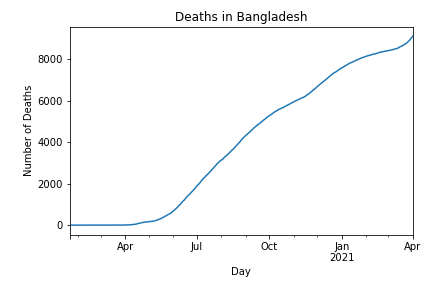 Deaths in Bangladesh
Number of Deaths
8000
6000
4000
2000
0
Apr Jul Oct Jan Apr
2021
Day